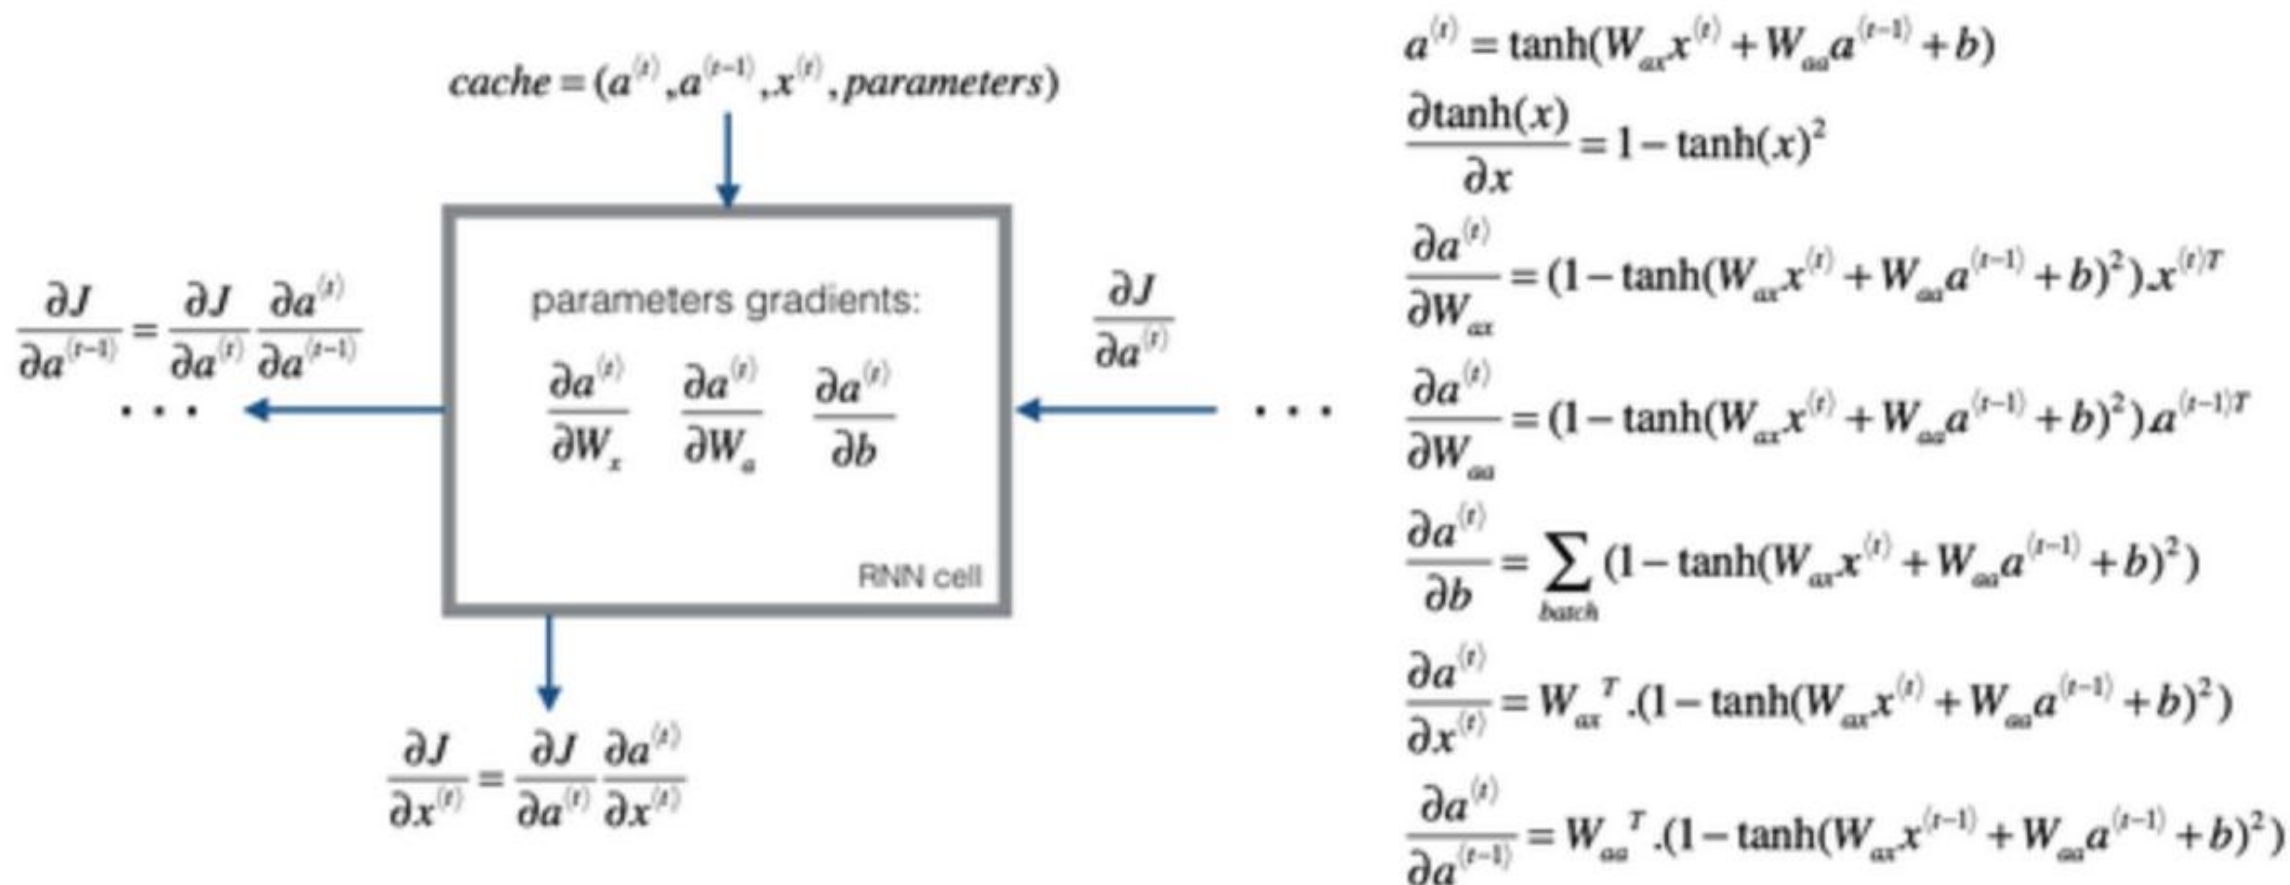 cache = (a⟨t⟩, a⟨t−1⟩, x⟨t⟩, parameters)
∂J/∂a⟨t−1⟩ = ∂J/∂a⟨t⟩ ∂a⟨t⟩/∂a⟨t−1⟩
. . .
parameters gradients:
∂a⟨t⟩/∂W_x ∂a⟨t⟩/∂W_a ∂a⟨t⟩/∂b
RNN cell
∂J/∂a⟨t⟩
. . .
∂J/∂x⟨t⟩ = ∂J/∂a⟨t⟩ ∂a⟨t⟩/∂x⟨t⟩
a⟨t⟩ = tanh(W_ax x⟨t⟩ + W_aa a⟨t−1⟩ + b)
∂tanh(x)/∂x = 1 − tanh(x)²
∂a⟨t⟩/∂W_ax = (1 − tanh(W_ax x⟨t⟩ + W_aa a⟨t−1⟩ + b)²).x⟨t⟩T
∂a⟨t⟩/∂W_aa = (1 − tanh(W_ax x⟨t⟩ + W_aa a⟨t−1⟩ + b)²).a⟨t−1⟩T
∂a⟨t⟩/∂b = ∑_batch (1 − tanh(W_ax x⟨t⟩ + W_aa a⟨t−1⟩ + b)²)
∂a⟨t⟩/∂x⟨t⟩ = W_ax^T .(1 − tanh(W_ax x⟨t⟩ + W_aa a⟨t−1⟩ + b)²)
∂a⟨t⟩/∂a⟨t−1⟩ = W_aa^T .(1 − tanh(W_ax x⟨t−1⟩ + W_aa a⟨t−1⟩ + b)²)